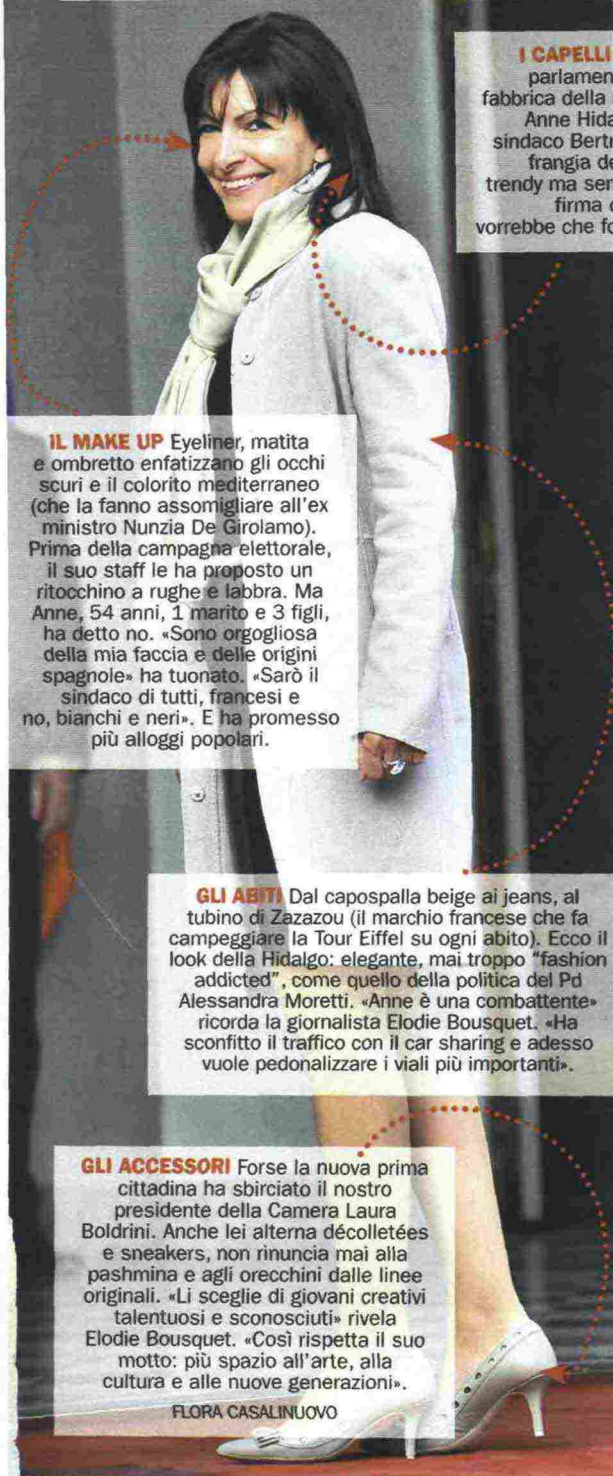 I CAPELLI
parlamen
fabbrica della
Anne Hida
sindaco Bertr
frangia de
trendy ma sen
firma
vorrebbe che fo
IL MAKE UP Eyeliner, matita
e ombretto enfatizzano gli occhi
scuri e il colorito mediterraneo
(che la fanno assomigliare all'ex
ministro Nunzia De Girolamo).
Prima della campagna elettorale,
il suo staff le ha proposto un
ritocchino a rughe e labbra. Ma
Anne, 54 anni, 1 marito e 3 figli,
ha detto no. «Sono orgogliosa
della mia faccia e delle origini
spagnole» ha tuonato. «Sarò il
sindaco di tutti, francesi e
no, bianchi e neri». E ha promesso
più alloggi popolari.
GLI ABITI Dal capospalla beige ai jeans, al
tubino di Zazazou (il marchio francese che fa
campeggiare la Tour Eiffel su ogni abito). Ecco il
look della Hidalgo: elegante, mai troppo "fashion
addicted", come quello della politica del Pd
Alessandra Moretti. «Anne è una combattente»
ricorda la giornalista Elodie Bousquet. «Ha
sconfitto il traffico con il car sharing e adesso
vuole pedonalizzare i viali più importanti».
GLI ACCESSORI Forse la nuova prima
cittadina ha sbirciato il nostro
presidente della Camera Laura
Boldrini. Anche lei alterna décolletées
e sneakers, non rinuncia mai alla
pashmina e agli orecchini dalle linee
originali. «Li sceglie di giovani creativi
talentuosi e sconosciuti» rivela
Elodie Bousquet. «Così rispetta il suo
motto: più spazio all'arte, alla
cultura e alle nuove generazioni».
FLORA CASALINUOVO